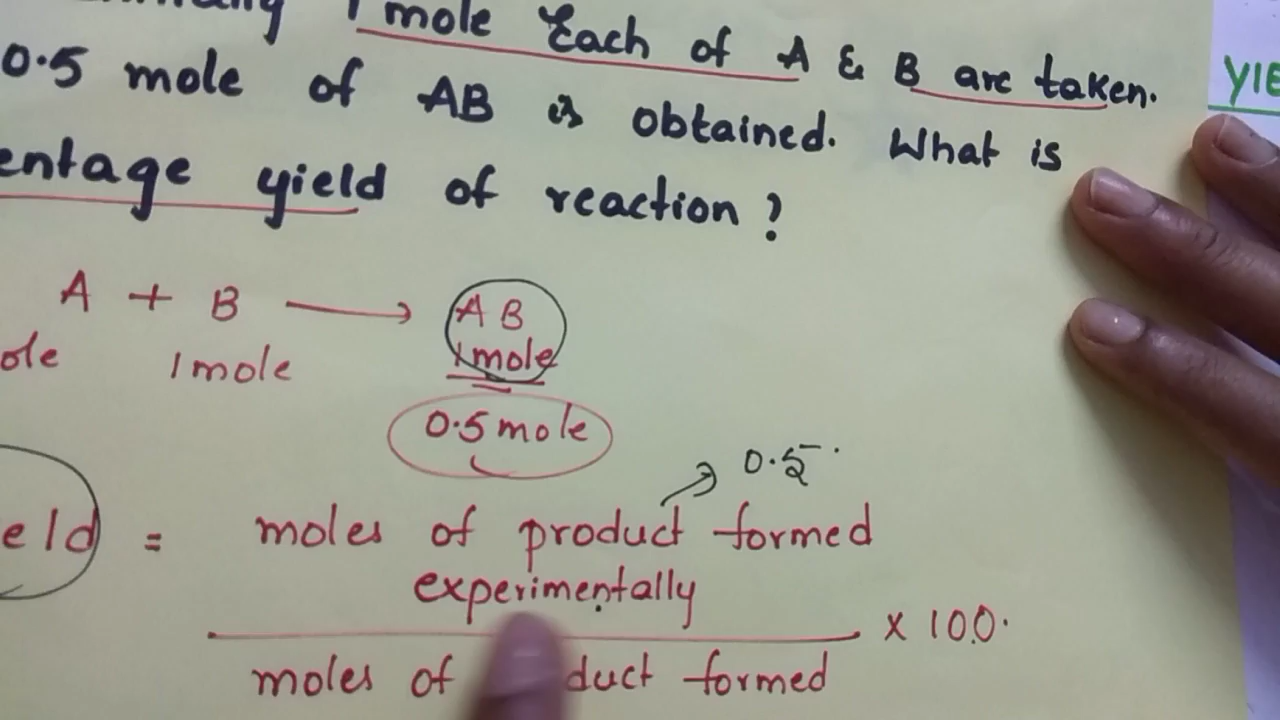 1 mole Each of A & B are taken.
0.5 mole of AB is obtained. What is
entage yield of reaction?
YIE
A + B → AB
ole 1 mole 1mole
0.5 mole
0.5
eld = moles of product formed
experimentally
x 100.
moles of duct formed